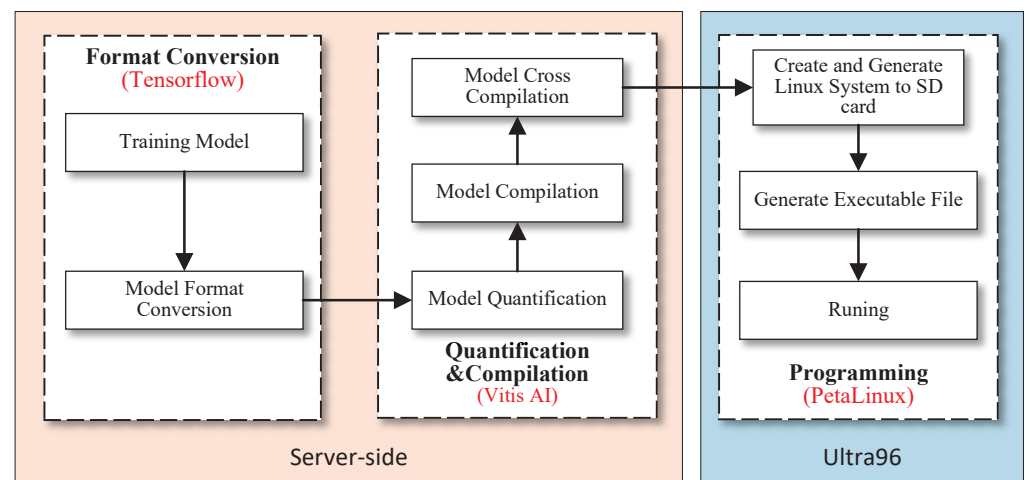 Format Conversion
(Tensorflow)
Training Model
Model Format
Conversion
Model Cross
Compilation
Model Compilation
Model Quantification
Quantification
&Compilation
(Vitis AI)
Server-side
Create and Generate
Linux System to SD
card
Generate Executable File
Runing
Programming
(PetaLinux)
Ultra96